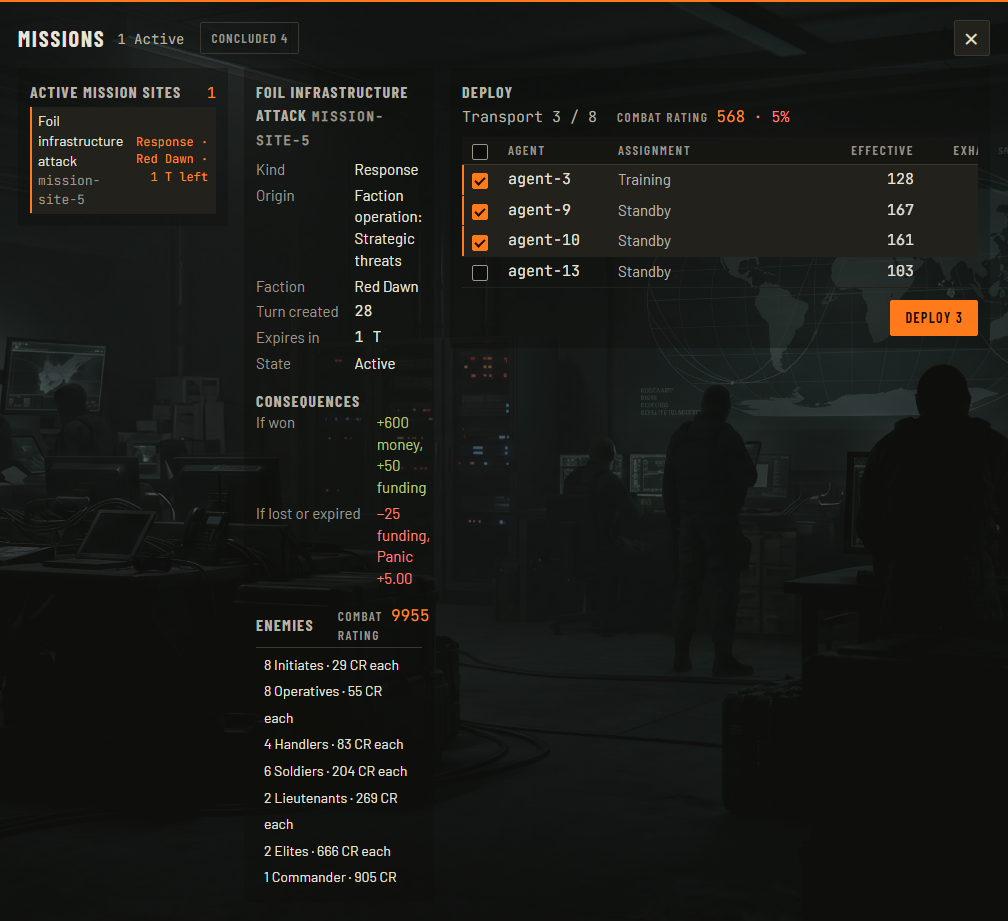 MISSIONS 1 Active CONCLUDED 4
ACTIVE MISSION SITES 1
Foil
infrastructure
attack
mission-
site-5
Response ·
Red Dawn ·
1 T left
FOIL INFRASTRUCTURE
ATTACK MISSION-
SITE-5
Kind Response
Origin Faction
operation:
Strategic
threats
Faction Red Dawn
Turn created 28
Expires in 1 T
State Active
CONSEQUENCES
If won +600
money,
+50
funding
If lost or expired −25
funding,
Panic
+5.00
ENEMIES COMBAT 9955
RATING
8 Initiates · 29 CR each
8 Operatives · 55 CR
each
4 Handlers · 83 CR each
6 Soldiers · 204 CR each
2 Lieutenants · 269 CR
each
2 Elites · 666 CR each
1 Commander · 905 CR
DEPLOY
Transport 3 / 8 COMBAT RATING 568 · 5%
AGENT ASSIGNMENT EFFECTIVE
agent-3 Training 128
agent-9 Standby 167
agent-10 Standby 161
agent-13 Standby 103
DEPLOY 3